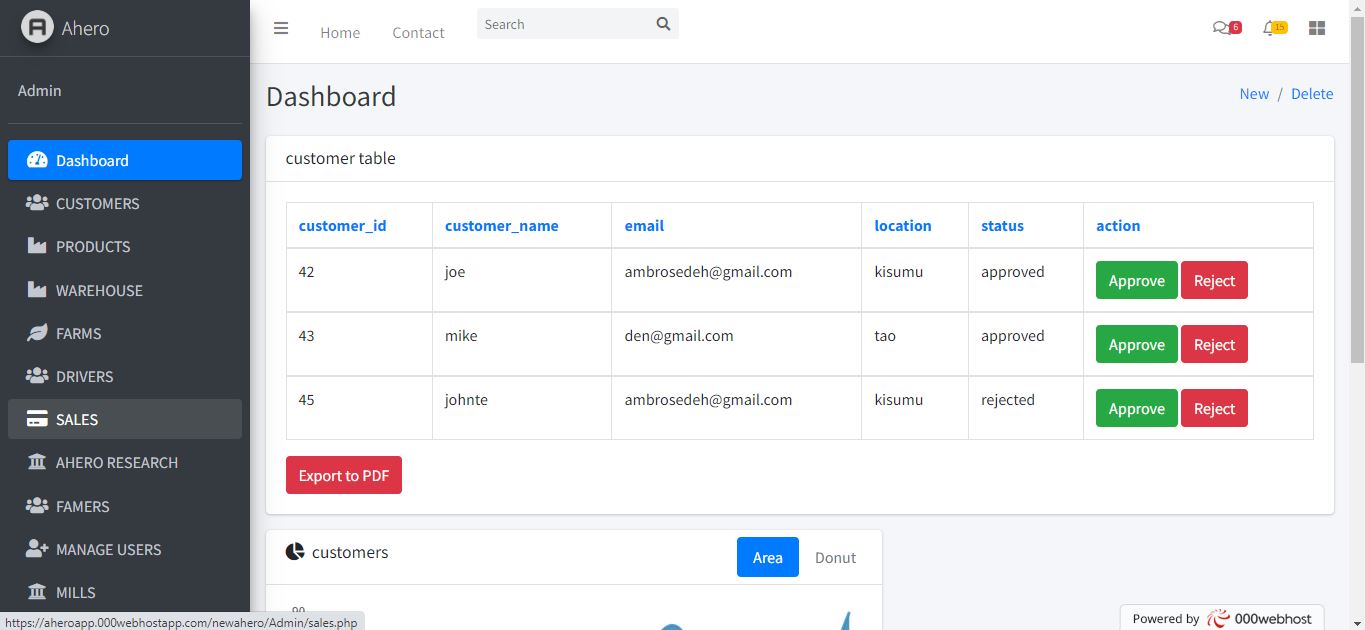 Ahero
Home
Contact
Search
6
15
Admin
Dashboard
New / Delete
Dashboard
CUSTOMERS
PRODUCTS
WAREHOUSE
FARMS
DRIVERS
SALES
AHERO RESEARCH
FAMERS
MANAGE USERS
MILLS
customer table
customer_id customer_name email location status action
42 joe ambrosedeh@gmail.com kisumu approved Approve Reject
43 mike den@gmail.com tao approved Approve Reject
45 johnte ambrosedeh@gmail.com kisumu rejected Approve Reject
Export to PDF
customers
Area
Donut
Powered by 000webhost
https://aheroapp.000webhostapp.com/newahero/Admin/sales.php